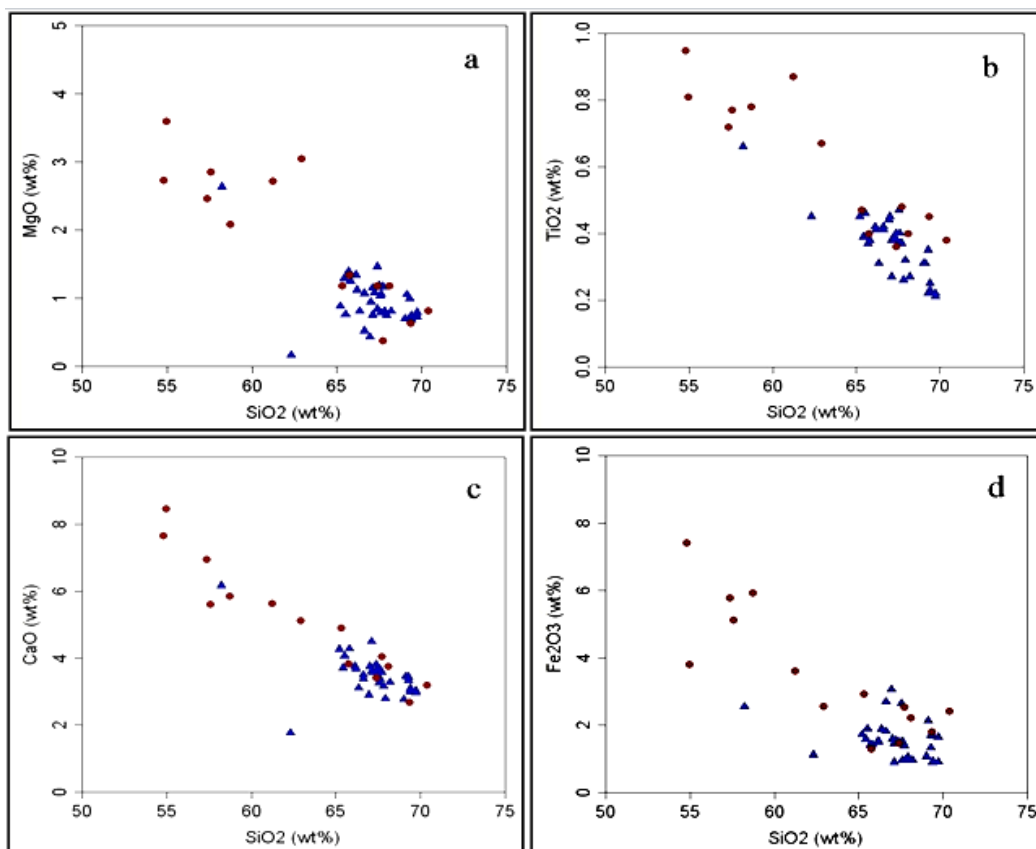 a
MgO (wt%)
0 1 2 3 4 5
50 55 60 65 70 75
SiO2 (wt%)
b
TiO2 (wt%)
0.0 0.2 0.4 0.6 0.8 1.0
50 55 60 65 70 75
SiO2 (wt%)
c
CaO (wt%)
0 2 4 6 8 10
50 55 60 65 70 75
SiO2 (wt%)
d
Fe2O3 (wt%)
0 2 4 6 8 10
50 55 60 65 70 75
SiO2 (wt%)